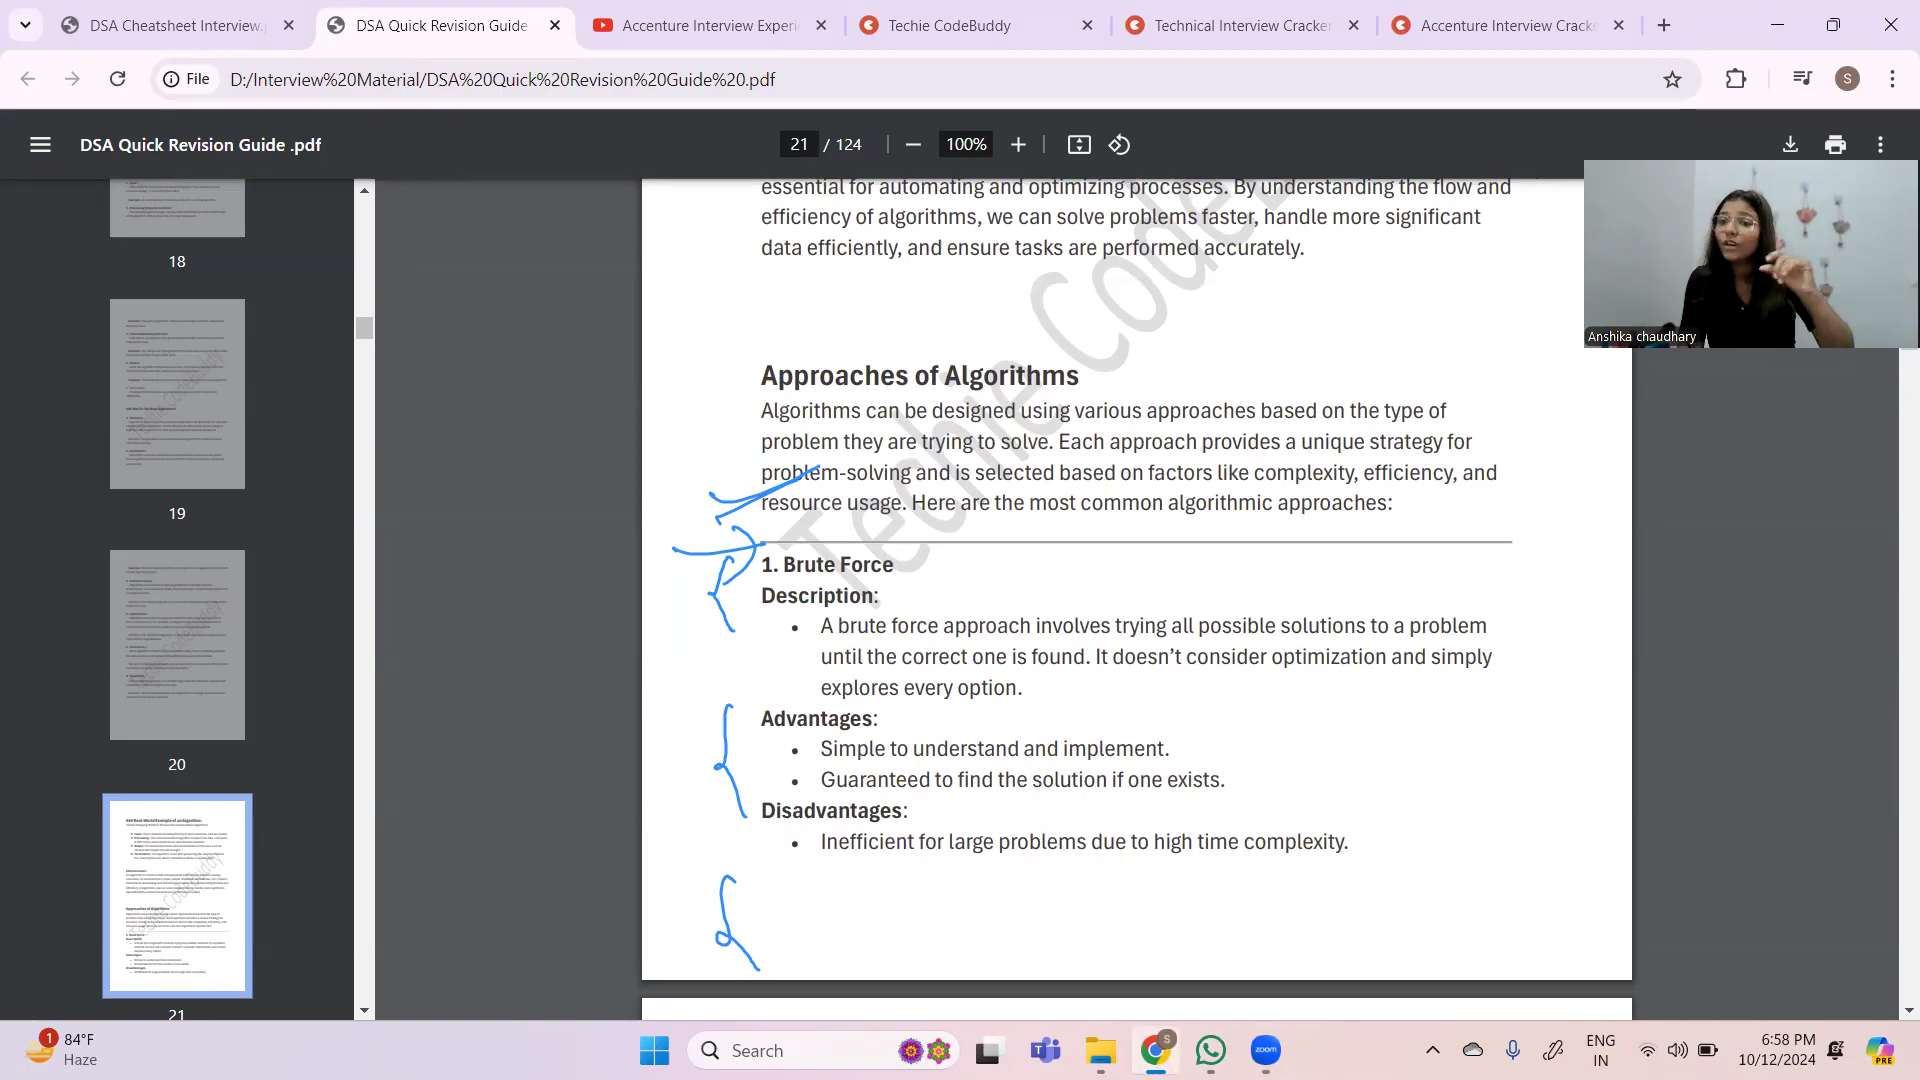 DSA Cheatsheet Interview.
DSA Quick Revision Guide
Accenture Interview Experi
Techie CodeBuddy
Technical Interview Cracker
Accenture Interview Cracke
File
D:/Interview%20Material/DSA%20Quick%20Revision%20Guide%20.pdf
S
DSA Quick Revision Guide .pdf
21 / 124
100%
18
19
20
21
essential for automating and optimizing processes. By understanding the flow and
efficiency of algorithms, we can solve problems faster, handle more significant
data efficiently, and ensure tasks are performed accurately.
Anshika chaudhary
Approaches of Algorithms
Algorithms can be designed using various approaches based on the type of
problem they are trying to solve. Each approach provides a unique strategy for
problem-solving and is selected based on factors like complexity, efficiency, and
resource usage. Here are the most common algorithmic approaches:
1. Brute Force
Description:
• A brute force approach involves trying all possible solutions to a problem
until the correct one is found. It doesn’t consider optimization and simply
explores every option.
Advantages:
• Simple to understand and implement.
• Guaranteed to find the solution if one exists.
Disadvantages:
• Inefficient for large problems due to high time complexity.
Techie Code
1
84°F
Haze
Search
S
zoom
ENG
IN
6:58 PM
10/12/2024
PRE